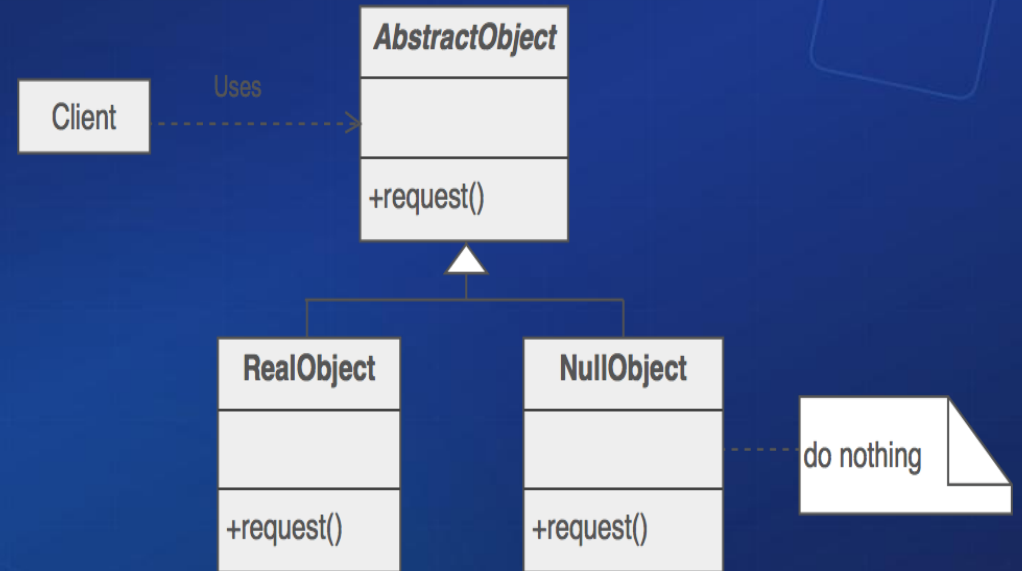 AbstractObject
Uses
Client
+request()
RealObject
NullObject
do nothing
+request()
+request()